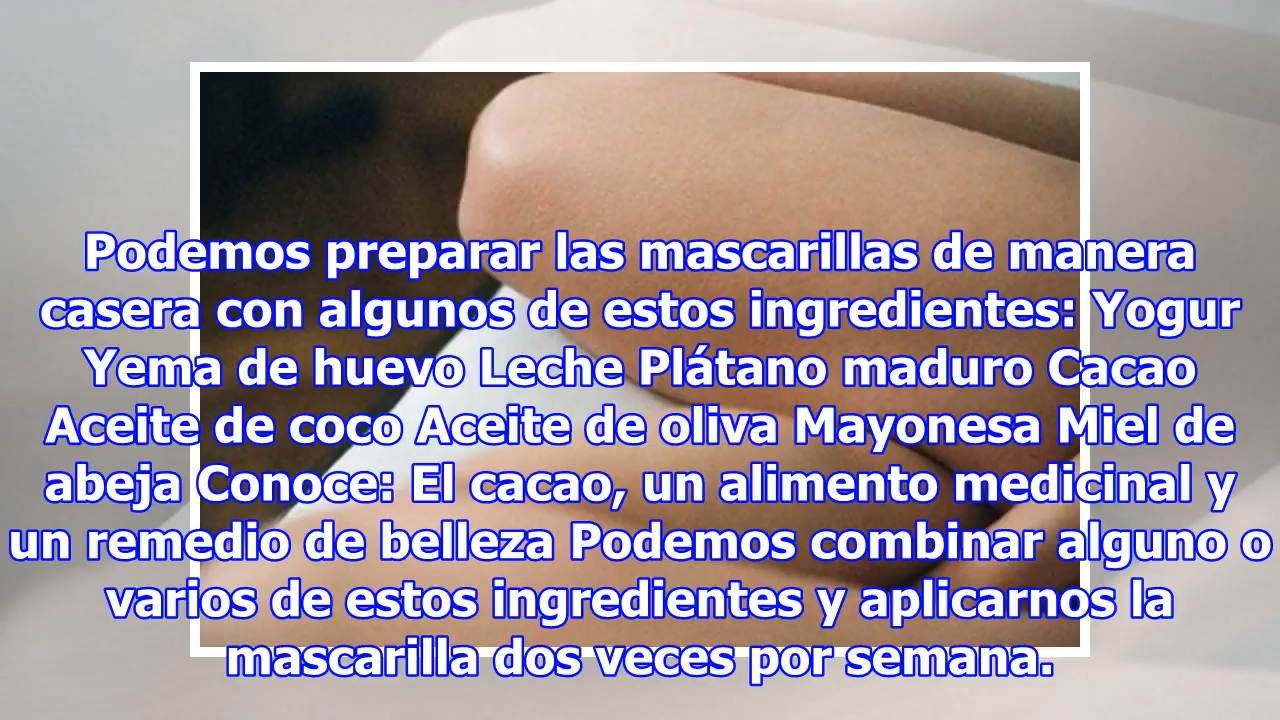 Podemos preparar las mascarillas de manera
casera con algunos de estos ingredientes: Yogur
Yema de huevo Leche Plátano maduro Cacao
Aceite de coco Aceite de oliva Mayonesa Miel de
abeja Conoce: El cacao, un alimento medicinal y
un remedio de belleza Podemos combinar alguno o
varios de estos ingredientes y aplicarnos la
mascarilla dos veces por semana.